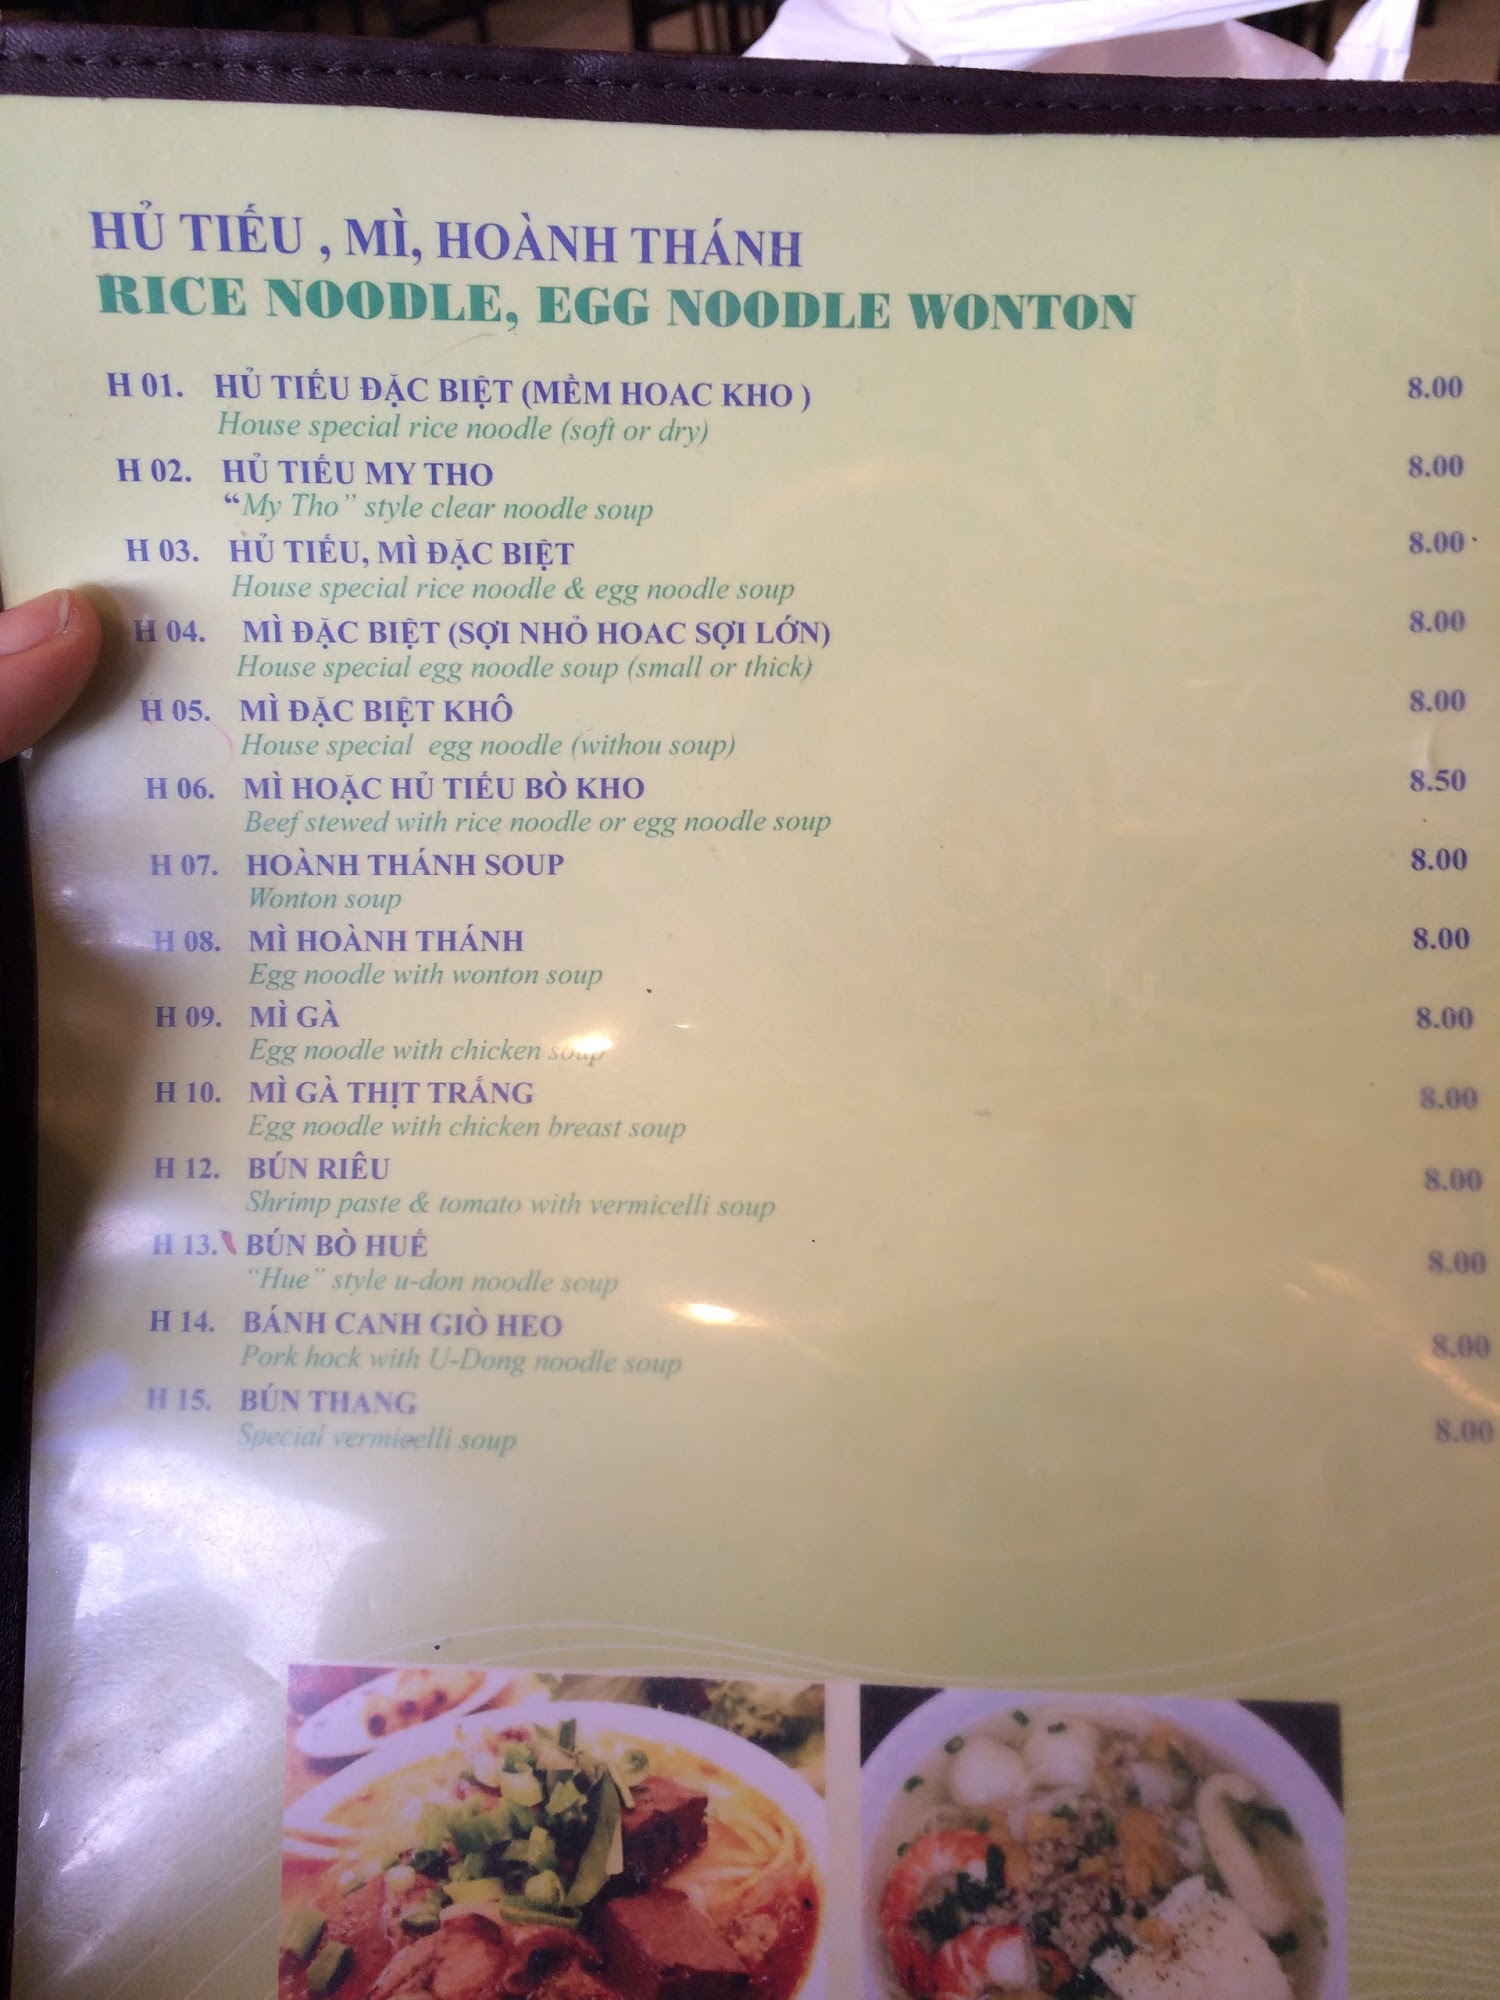 HỦ TIẾU , MÌ, HOÀNH THÁNH
RICE NOODLE, EGG NOODLE WONTON
H 01. HỦ TIẾU ĐẶC BIỆT (MỀM HOAC KHO ) 8.00
House special rice noodle (soft or dry)
H 02. HỦ TIẾU MY THO 8.00
“My Tho” style clear noodle soup
H 03. HỦ TIẾU, MÌ ĐẶC BIỆT 8.00
House special rice noodle & egg noodle soup
H 04. MÌ ĐẶC BIỆT (SỢI NHỎ HOAC SỢI LỚN) 8.00
House special egg noodle soup (small or thick)
H 05. MÌ ĐẶC BIỆT KHÔ 8.00
House special egg noodle (withou soup)
H 06. MÌ HOẶC HỦ TIẾU BÒ KHO 8.50
Beef stewed with rice noodle or egg noodle soup
H 07. HOÀNH THÁNH SOUP 8.00
Wonton soup
H 08. MÌ HOÀNH THÁNH 8.00
Egg noodle with wonton soup
H 09. MÌ GÀ 8.00
Egg noodle with chicken soup
H 10. MÌ GÀ THỊT TRẮNG 8.00
Egg noodle with chicken breast soup
H 12. BÚN RIÊU 8.00
Shrimp paste & tomato with vermicelli soup
H 13. BÚN BÒ HUẾ 8.00
“Hue” style u-don noodle soup
H 14. BÁNH CANH GIÒ HEO 8.00
Pork hock with U-Dong noodle soup
H 15. BÚN THANG 8.00
Special vermicelli soup